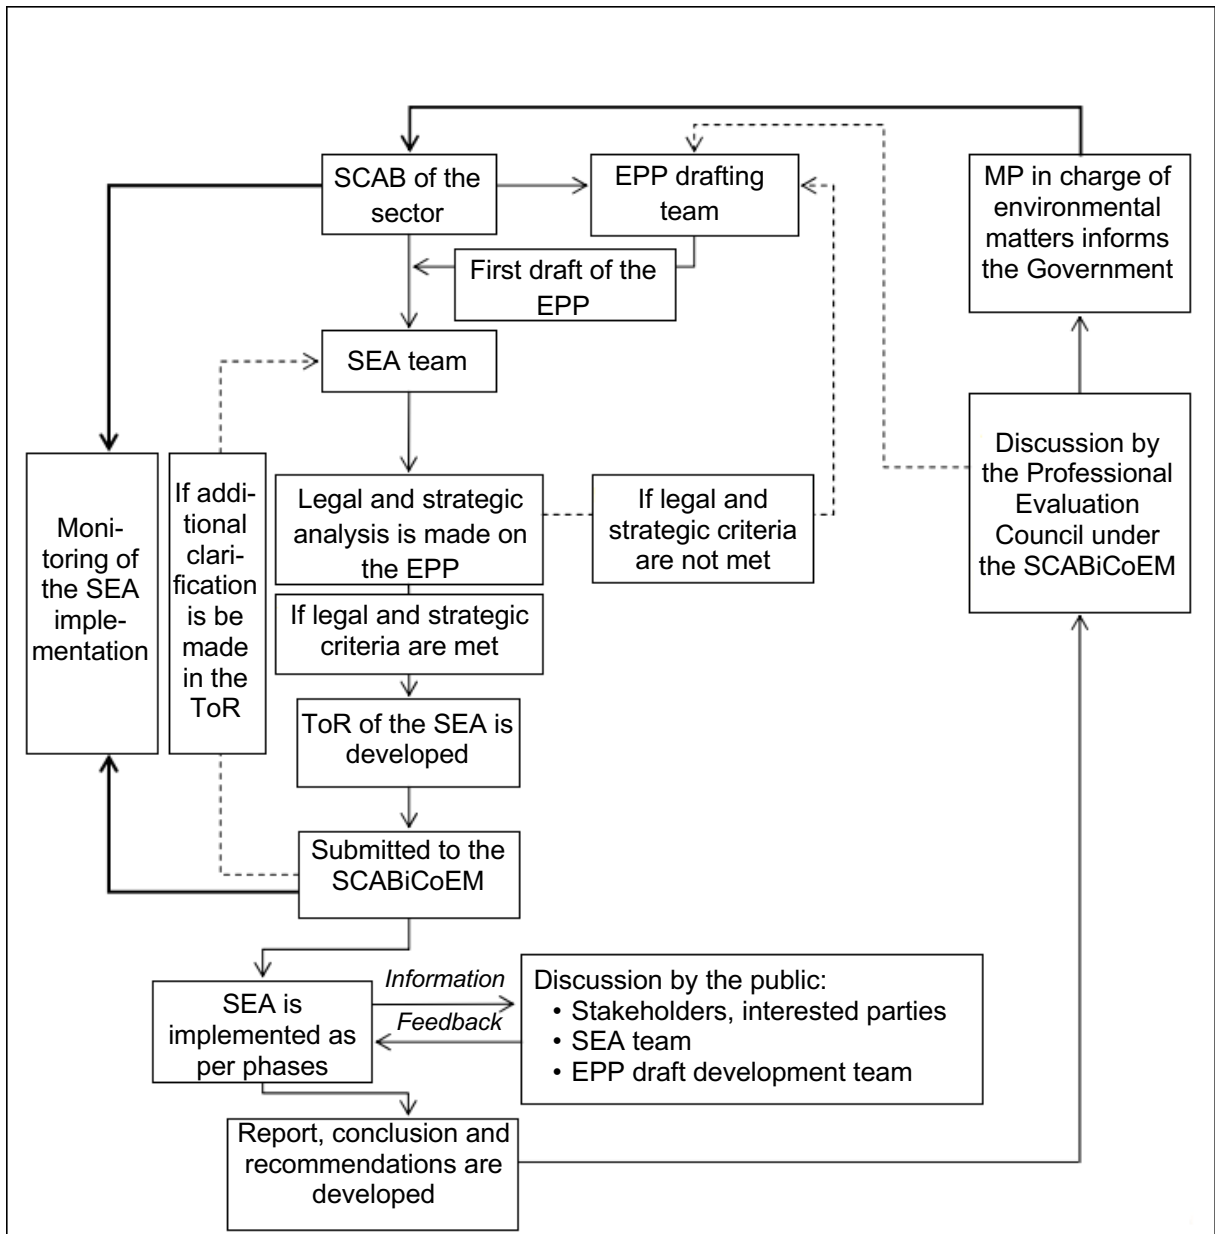 SCAB of the
sector
EPP drafting
team
MP in charge of
environmental
matters informs
the Government
First draft of the
EPP
SEA team
Discussion by
the Professional
Evaluation
Council under
the SCABiCoEM
Moni-
toring of
the SEA
imple-
mentation
If addi-
tional
clari-
fication
is be
made
in the
ToR
Legal and strategic
analysis is made on
the EPP
If legal and
strategic criteria
are not met
If legal and strategic
criteria are met
ToR of the SEA is
developed
Submitted to the
SCABiCoEM
SEA is
implemented as
per phases
Information
Feedback
Discussion by the public:
• Stakeholders, interested parties
• SEA team
• EPP draft development team
Report, conclusion and
recommendations are
developed